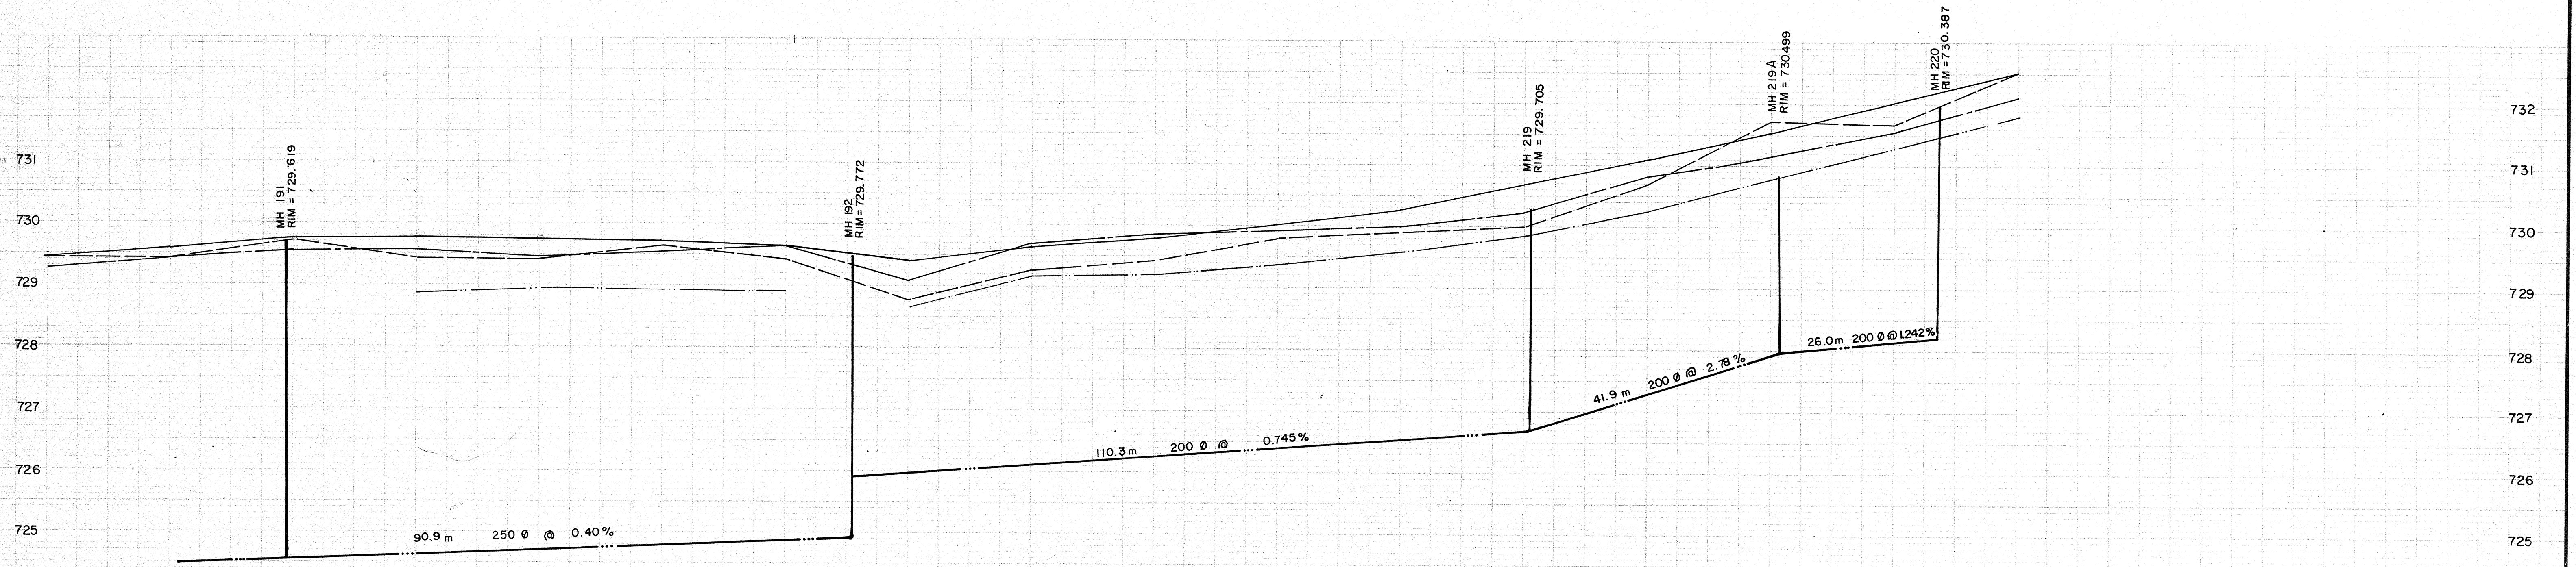 MH 191
RIM = 729.619
MH 192
RIM = 729.772
MH 219
RIM = 729.705
MH 219A
RIM = 730.499
MH 220
RIM = 730.387
731
730
729
728
727
726
725
732
731
730
729
728
727
726
725
90.9 m 250 Ø @ 0.40%
110.3 m 200 Ø @ 0.745%
41.9 m 200 Ø @ 2.78%
26.0 m 200 Ø @ 1.242%